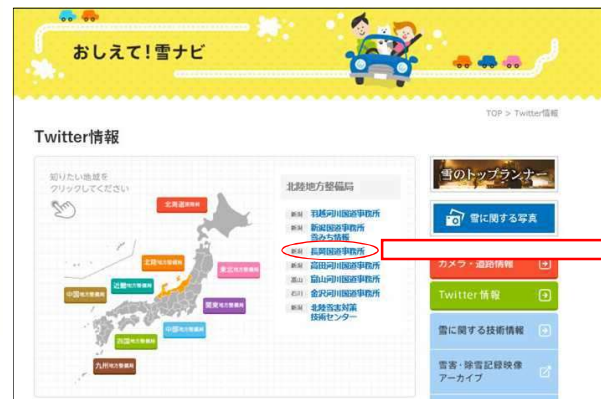 おしえて!雪ナビ
TOP > Twitter情報
Twitter情報
知りたい地域を
クリックしてください
北海道開発局
北陸地方整備局
東北地方整備局
近畿地方整備局
中国地方整備局
関東地方整備局
中部地方整備局
四国地方整備局
九州地方整備局
北陸地方整備局
新潟 羽越河川国道事務所
新潟 新潟国道事務所
雪みち情報
新潟 長岡国道事務所
新潟 高田河川国道事務所
富山 富山河川国道事務所
石川 金沢河川国道事務所
新潟 北陸雪害対策
技術センター
雪のトップランナー
雪に関する写真
カメラ・道路情報
Twitter情報
雪に関する技術情報
雪害・除雪記録映像
アーカイブ